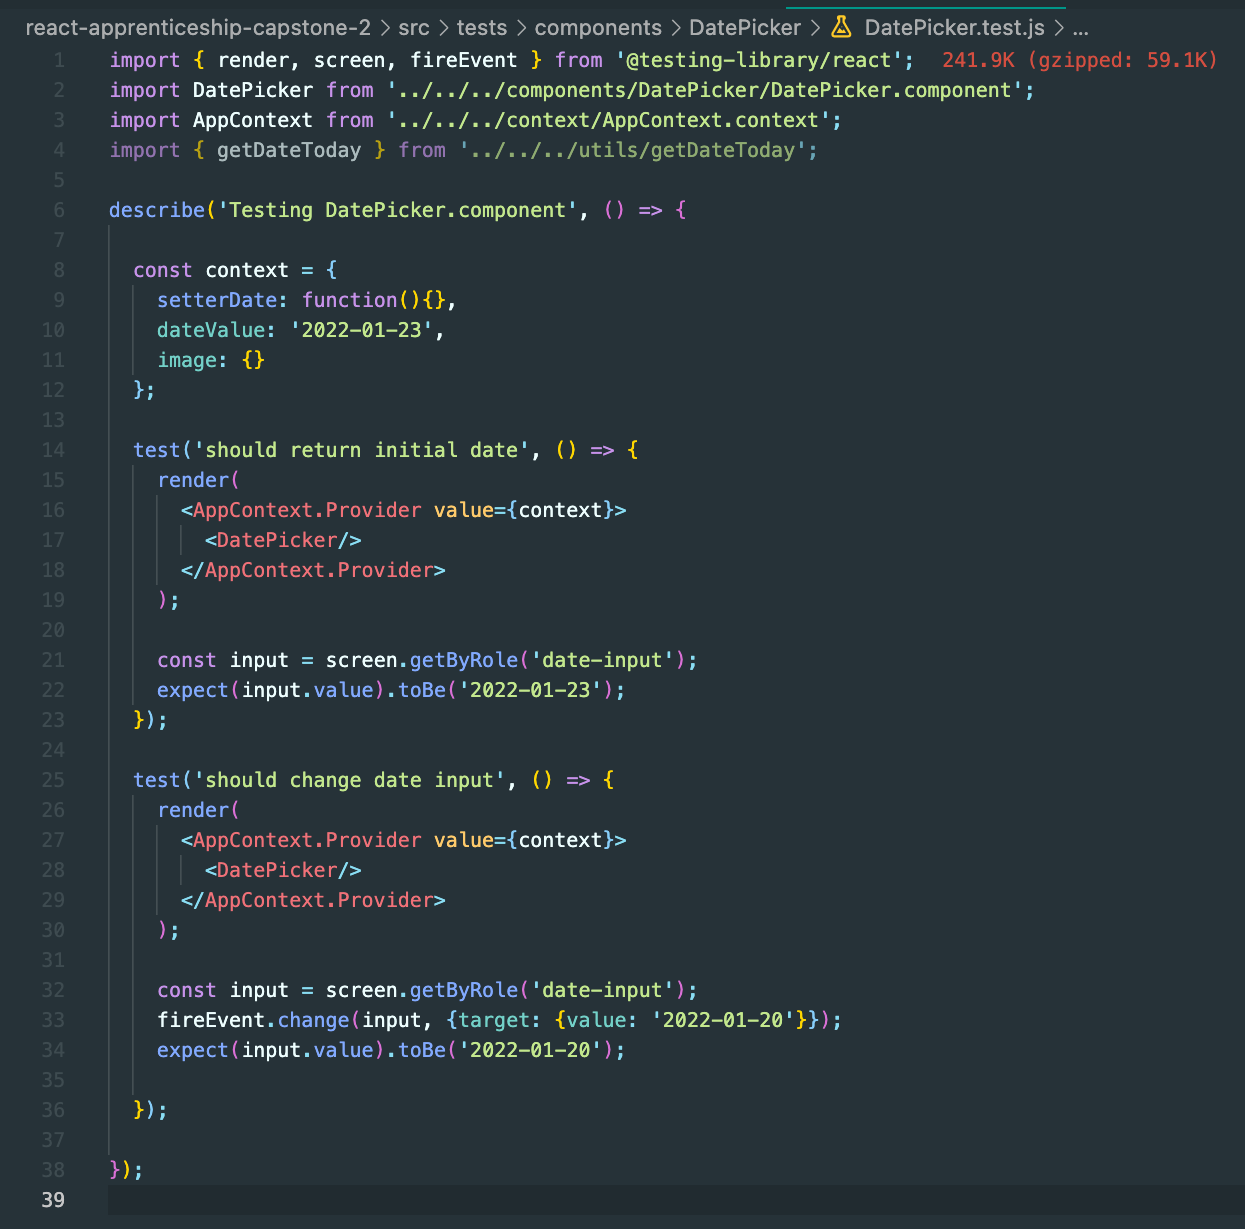 react-apprenticeship-capstone-2 > src > tests > components > DatePicker > DatePicker.test.js > ...
1 import { render, screen, fireEvent } from '@testing-library/react'; 241.9K (gzipped: 59.1K)
2 import DatePicker from '../../../components/DatePicker/DatePicker.component';
3 import AppContext from '../../../context/AppContext.context';
4 import { getDateToday } from '../../../utils/getDateToday';
5
6 describe('Testing DatePicker.component', () => {
7
8   const context = {
9     setterDate: function(){},
10     dateValue: '2022-01-23',
11     image: {}
12   };
13
14   test('should return initial date', () => {
15     render(
16       <AppContext.Provider value={context}>
17         <DatePicker/>
18       </AppContext.Provider>
19     );
20
21     const input = screen.getByRole('date-input');
22     expect(input.value).toBe('2022-01-23');
23   });
24
25   test('should change date input', () => {
26     render(
27       <AppContext.Provider value={context}>
28         <DatePicker/>
29       </AppContext.Provider>
30     );
31
32     const input = screen.getByRole('date-input');
33     fireEvent.change(input, {target: {value: '2022-01-20'}});
34     expect(input.value).toBe('2022-01-20');
35
36   });
37
38 });
39